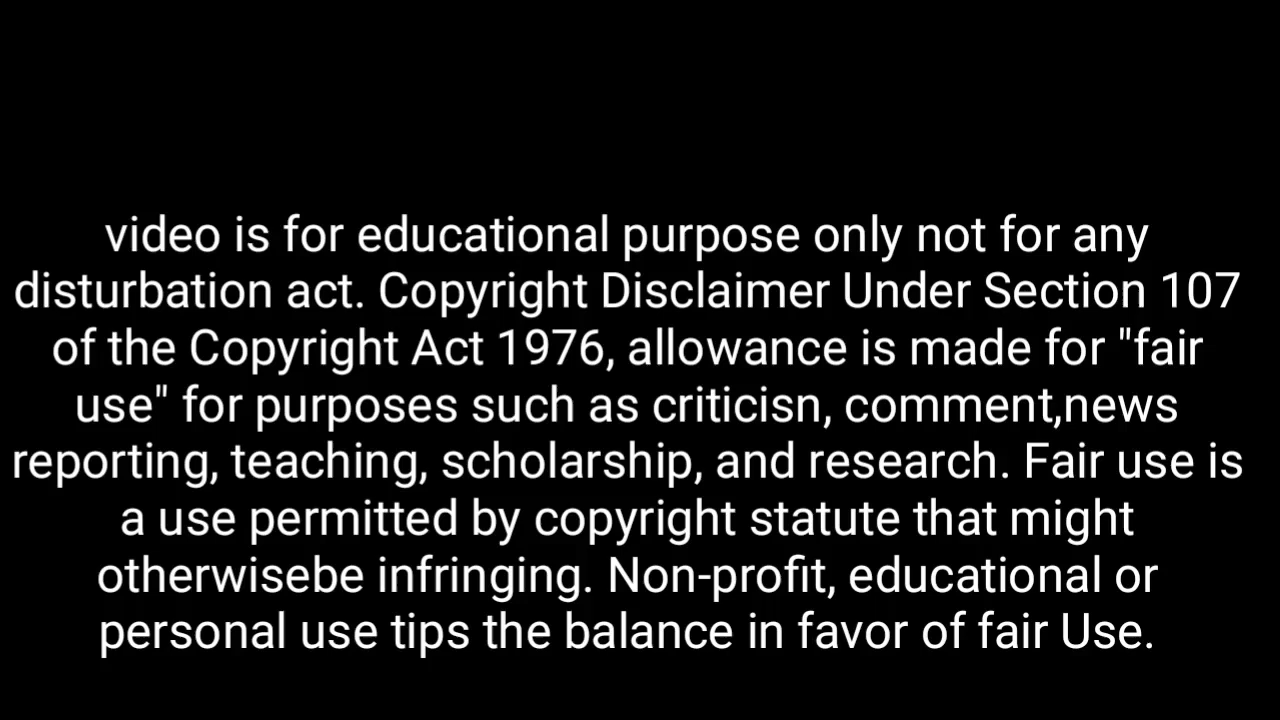 video is for educational purpose only not for any
disturbation act. Copyright Disclaimer Under Section 107
of the Copyright Act 1976, allowance is made for "fair
use" for purposes such as criticisn, comment,news
reporting, teaching, scholarship, and research. Fair use is
a use permitted by copyright statute that might
otherwisebe infringing. Non-profit, educational or
personal use tips the balance in favor of fair Use.